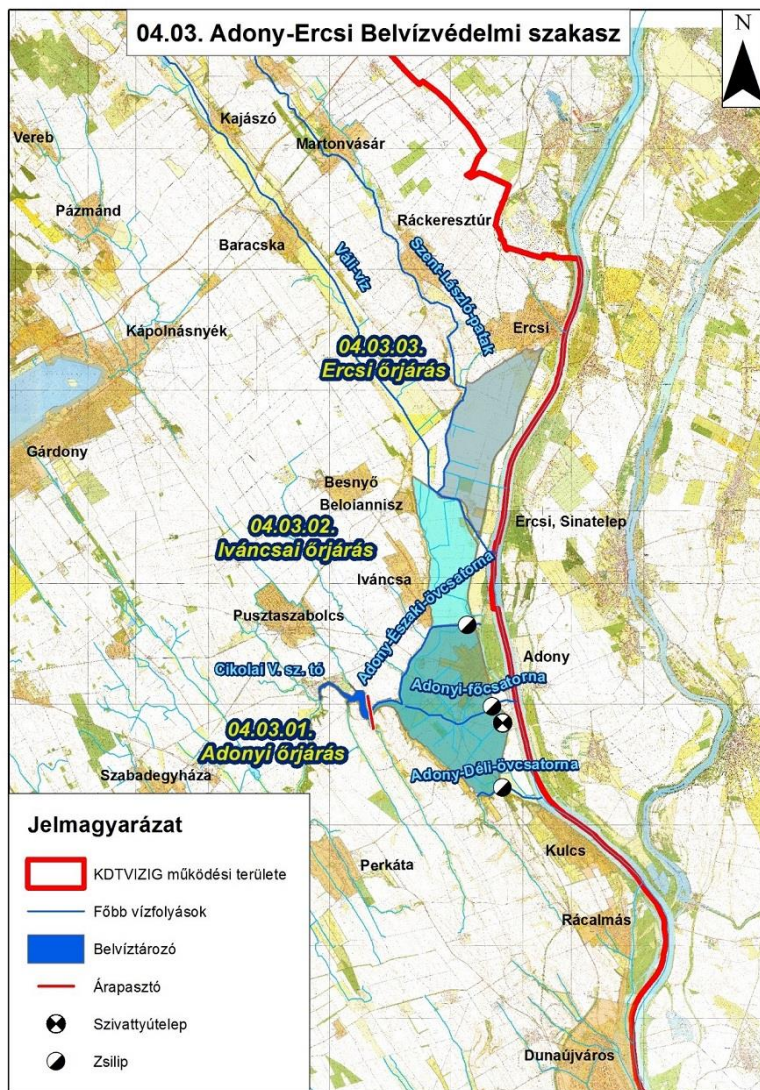 04.03. Adony-Ercsi Belvízvédelmi szakasz
N
Kajászó
Martonvásár
Vereb
Pázmánd
Ráckeresztúr
Baracska
Váli-víz
Szent-László-patak
Kápolnásnyék
Ercsi
04.03.03.
Ercsi őrjárás
Gárdony
Besnyő
Beloiannisz
04.03.02.
Iváncsai őrjárás
Ercsi, Sinatelep
Iváncsa
Pusztaszabolcs
Adony-Északi-övcsatorna
Adony
Cikolai V. sz. tó
Adonyi-főcsatorna
04.03.01.
Adonyi őrjárás
Szabadegyháza
Adony-Déli-övcsatorna
Kulcs
Perkáta
Rácalmás
Dunaújváros
Jelmagyarázat
KDTVIZIG működési területe
Főbb vízfolyások
Belvíztározó
Árapasztó
Szivattyútelep
Zsilip